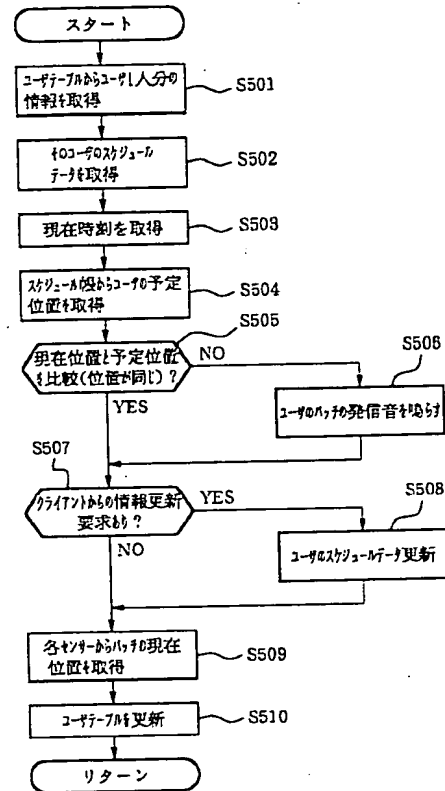 スタート
ユーザテーブルからユーザ1人分の
情報を取得
S501
そのユーザのスケジュール
データを取得
S502
現在時刻を取得
S503
スケジュール帳からユーザの予定
位置を取得
S504
S505
現在位置と予定位置
を比較(位置が同じ)?
NO
YES
S506
ユーザのバッチの発信音を鳴らす
S507
クライアントからの情報更新
要求あり?
YES
NO
S508
ユーザのスケジュールデータ更新
各センサーからバッチの現在
位置を取得
S509
ユーザテーブルを更新
S510
リターン